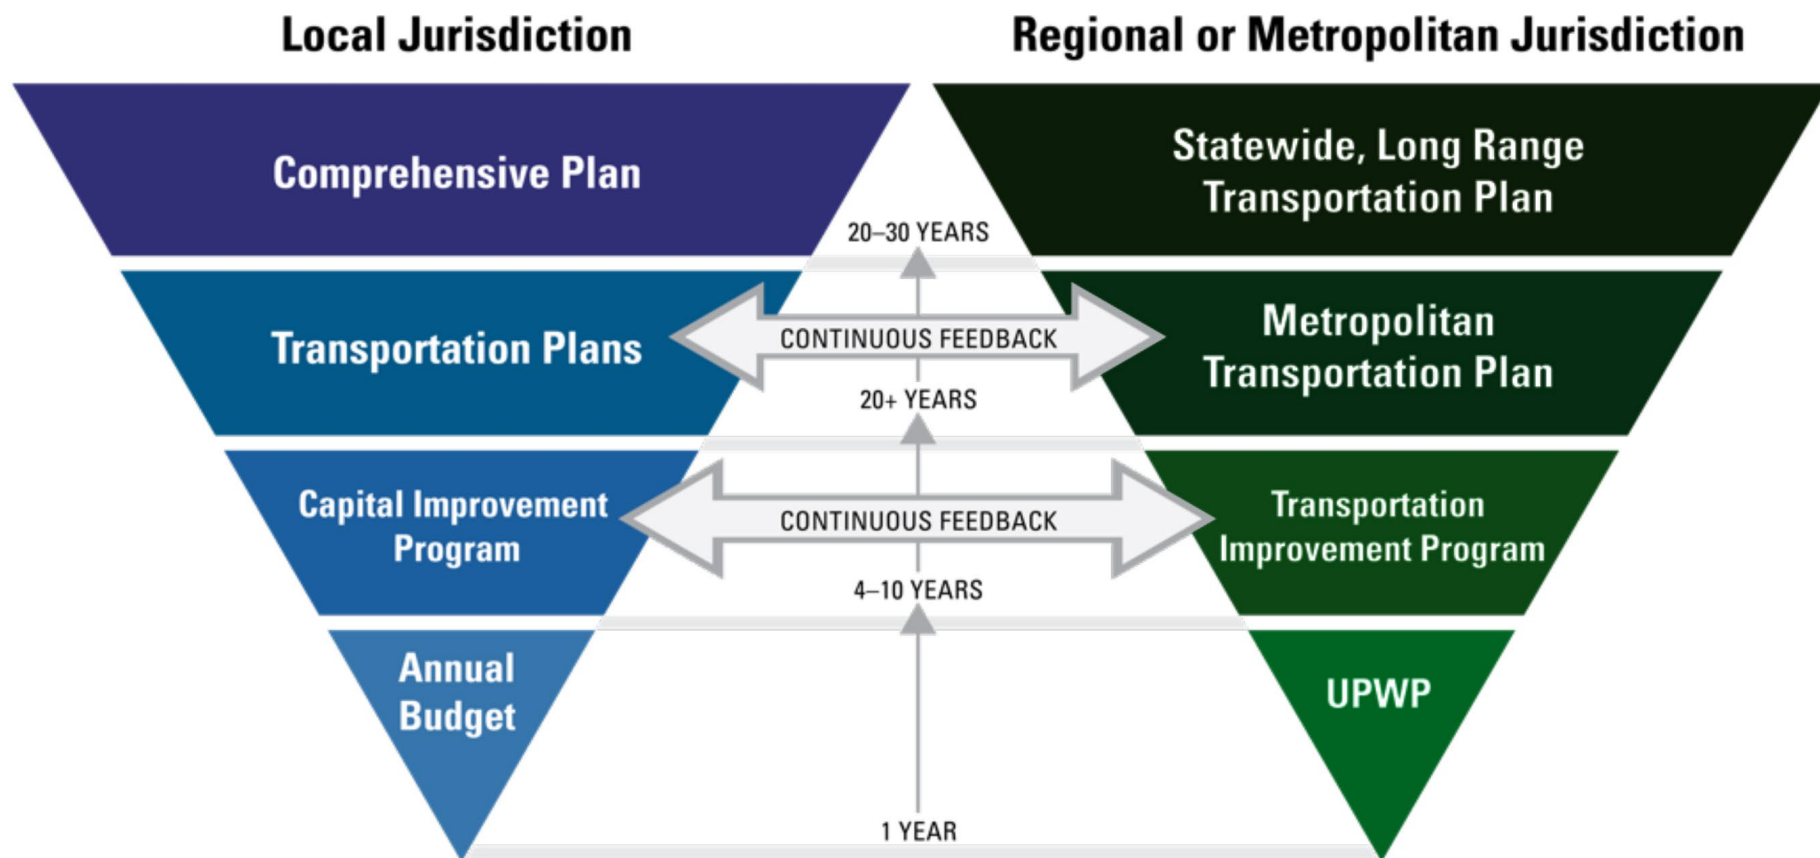 Local Jurisdiction
Regional or Metropolitan Jurisdiction
Comprehensive Plan
Statewide, Long Range
Transportation Plan
20–30 YEARS
Transportation Plans
CONTINUOUS FEEDBACK
Metropolitan
Transportation Plan
20+ YEARS
Capital Improvement
Program
CONTINUOUS FEEDBACK
Transportation
Improvement Program
4–10 YEARS
Annual
Budget
UPWP
1 YEAR